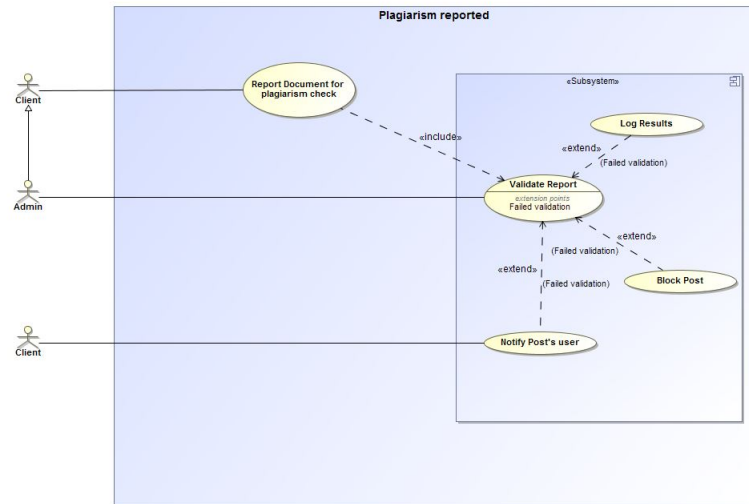 Plagiarism reported
«Subsystem»
Report Document for
plagiarism check
Client
Log Results
«include»
«extend»
(Failed validation)
Validate Report
extension points
Failed validation
Admin
«extend»
(Failed validation)
«extend»
(Failed validation)
Block Post
Notify Post's user
Client